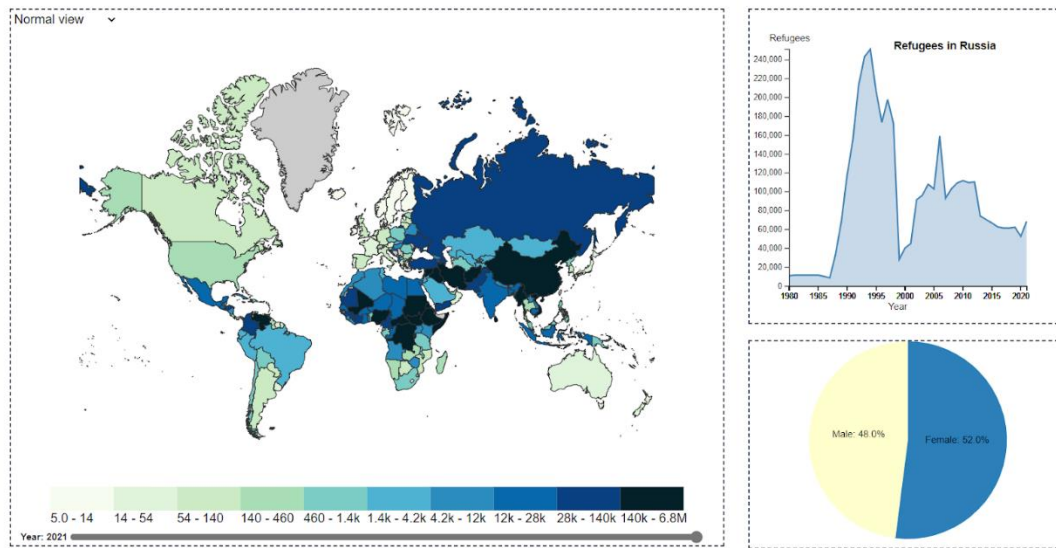 Normal view
5.0 - 14 14 - 54 54 - 140 140 - 460 460 - 1.4k 1.4k - 4.2k 4.2k - 12k 12k - 28k 28k - 140k 140k - 6.8M
Year: 2021
Refugees
Refugees in Russia
240,000
220,000
200,000
180,000
160,000
140,000
120,000
100,000
80,000
60,000
40,000
20,000
0
1980 1985 1990 1995 2000 2005 2010 2015 2020
Year
Male: 48.0% Female: 52.0%